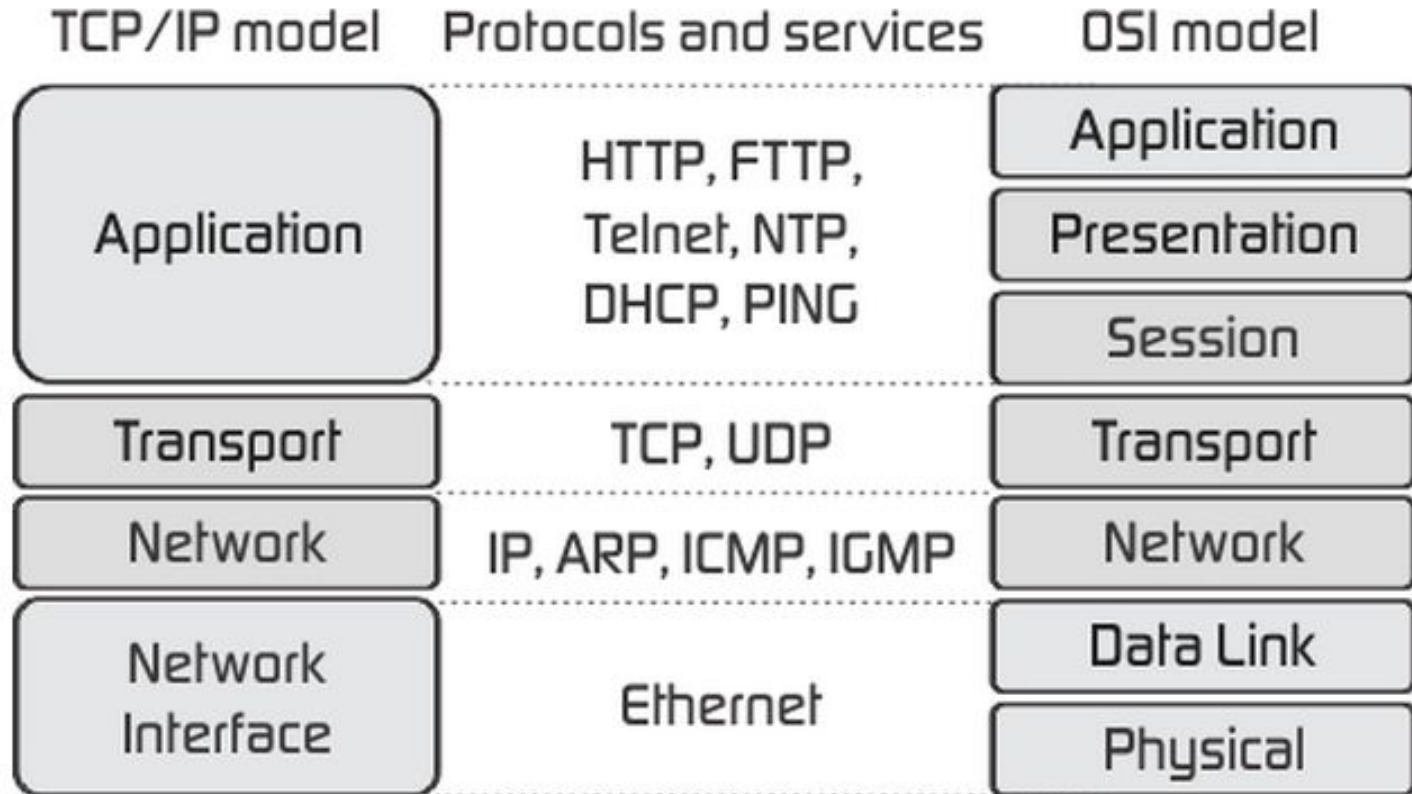 TCP/IP model Protocols and services OSI model
Application
HTTP, FTTP,
Telnet, NTP,
DHCP, PING
Application
Presentation
Session
Transport
TCP, UDP
Transport
Network
IP, ARP, ICMP, IGMP
Network
Network
Interface
Ethernet
Data Link
Physical